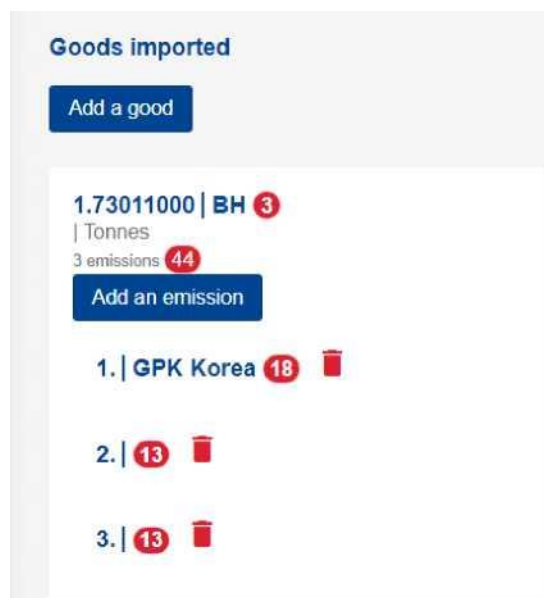 Goods imported
Add a good
1.73011000 | BH 3
| Tonnes
3 emissions 44
Add an emission
1. | GPK Korea 18
2. | 13
3. | 13